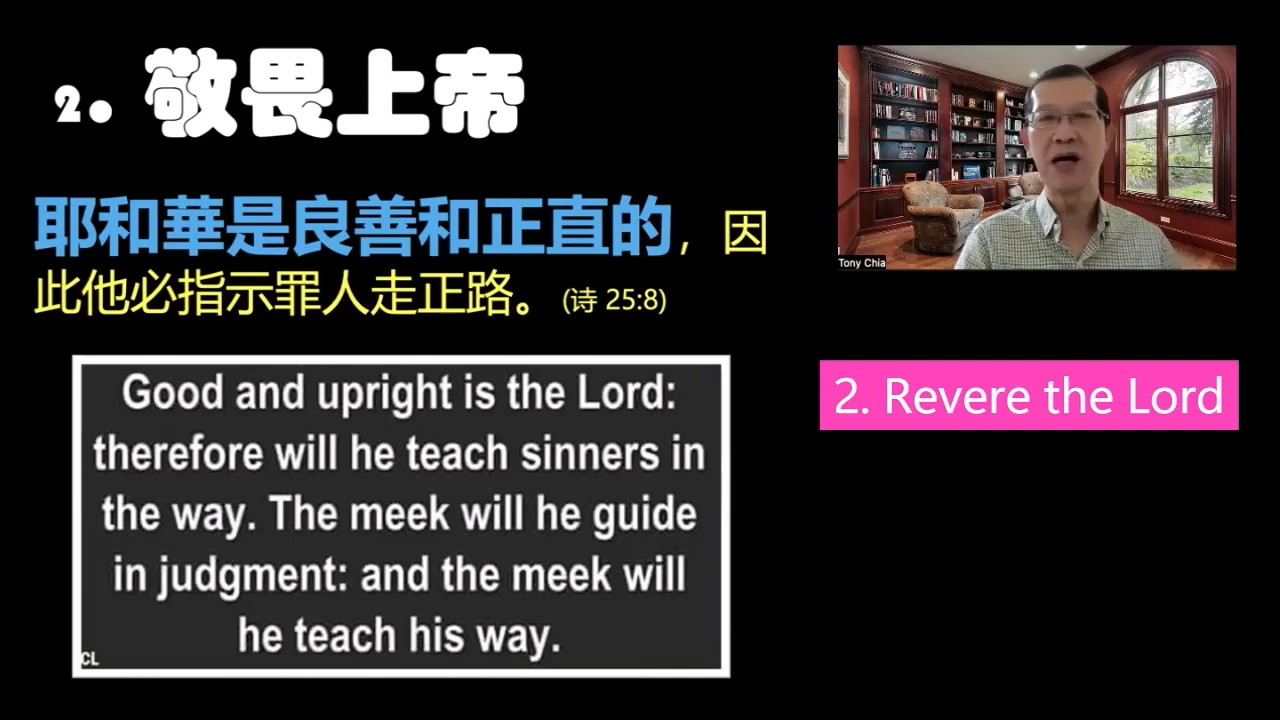 2. 敬畏上帝
耶和華是良善和正直的，因
此他必指示罪人走正路。(诗 25:8)
Good and upright is the Lord:
therefore will he teach sinners in
the way. The meek will he guide
in judgment: and the meek will
he teach his way.
CL
Tony Chia
2. Revere the Lord